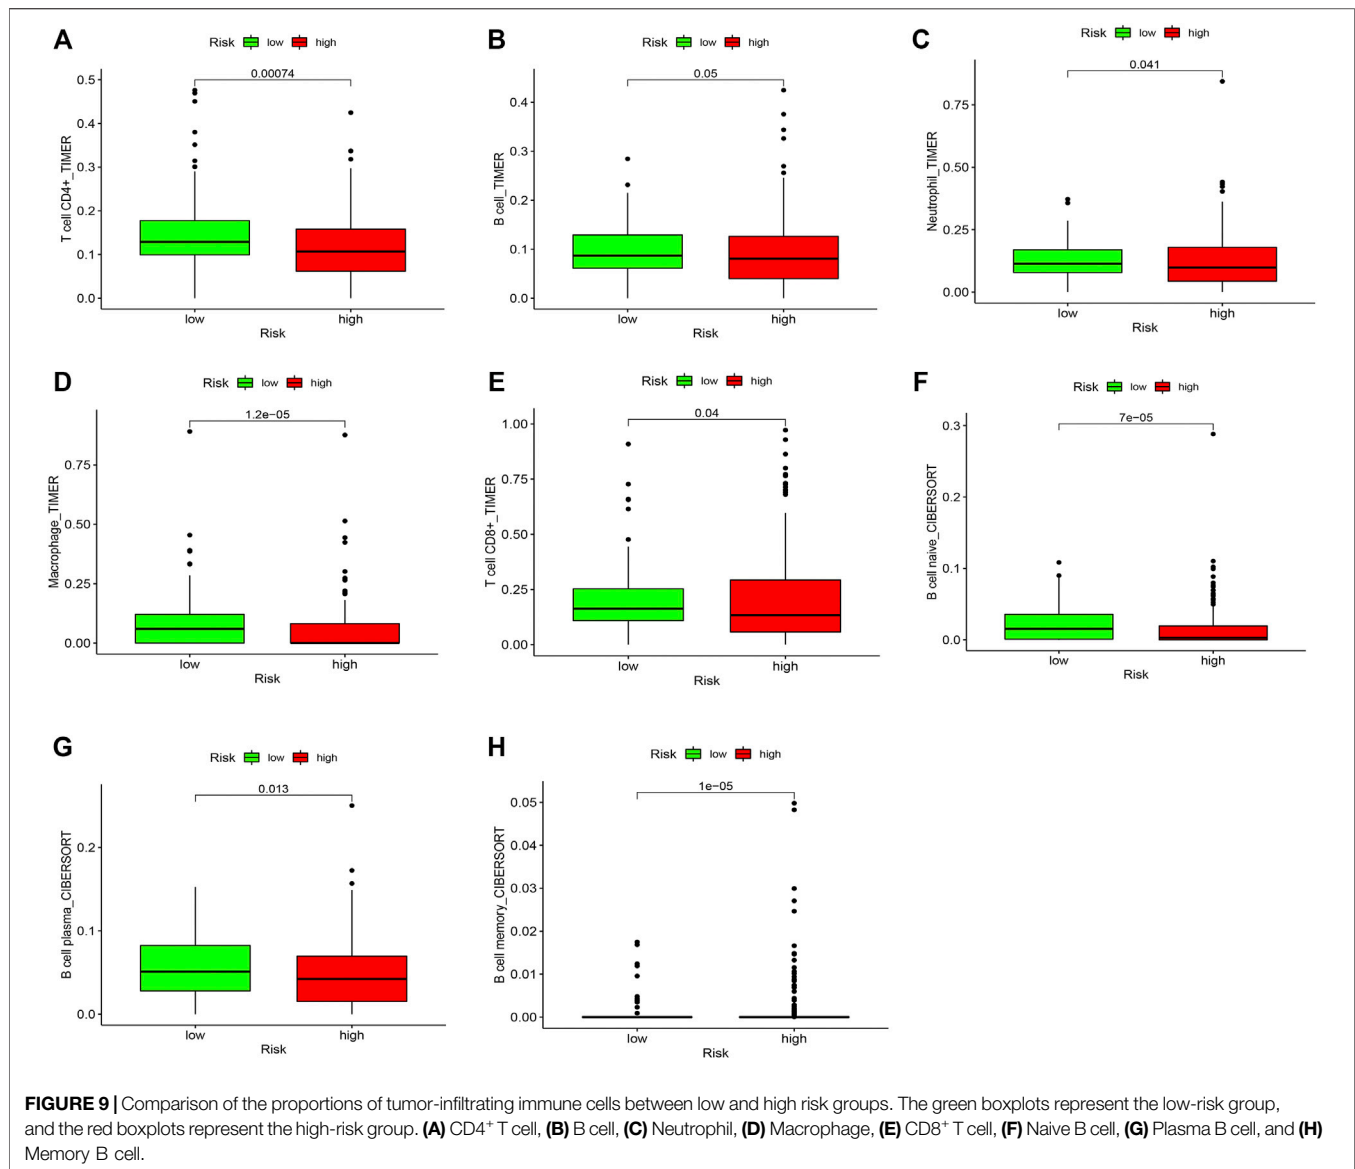 A
Risk low high
0.00074
0.5
0.4
0.3
0.2
0.1
0.0
T cell CD4+_TIMER
low high
Risk
B
Risk low high
0.05
0.4
0.3
0.2
0.1
0.0
B cell_TIMER
low high
Risk
C
Risk low high
0.041
0.75
0.50
0.25
0.00
Neutrophil_TIMER
low high
Risk
D
Risk low high
1.2e−05
0.75
0.50
0.25
0.00
Macrophage_TIMER
low high
Risk
E
Risk low high
0.04
1.00
0.75
0.50
0.25
0.00
T cell CD8+_TIMER
low high
Risk
F
Risk low high
7e−05
0.3
0.2
0.1
0.0
B cell naive_CIBERSORT
low high
Risk
G
Risk low high
0.013
0.2
0.1
0.0
B cell plasma_CIBERSORT
low high
Risk
H
Risk low high
1e−05
0.05
0.04
0.03
0.02
0.01
0.00
B cell memory_CIBERSORT
low high
Risk
FIGURE 9 | Comparison of the proportions of tumor-infiltrating immune cells between low and high risk groups. The green boxplots represent the low-risk group,
and the red boxplots represent the high-risk group. (A) CD4+ T cell, (B) B cell, (C) Neutrophil, (D) Macrophage, (E) CD8+ T cell, (F) Naive B cell, (G) Plasma B cell, and (H)
Memory B cell.